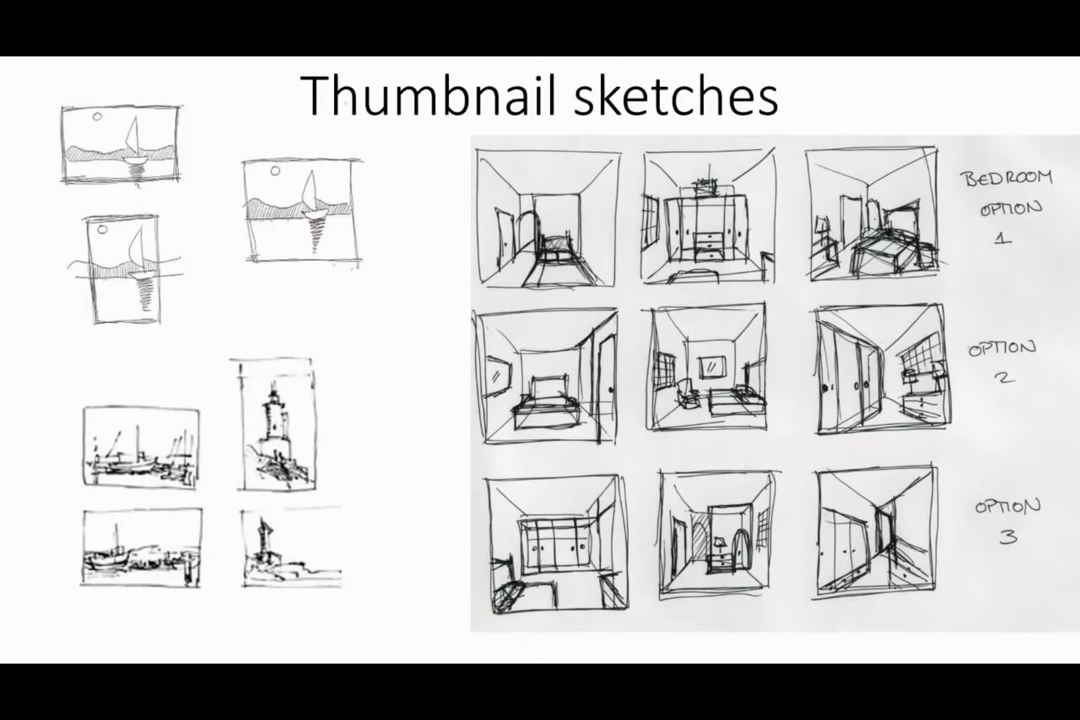 Thumbnail sketches
BEDROOM
OPTION
1
OPTION
2
OPTION
3